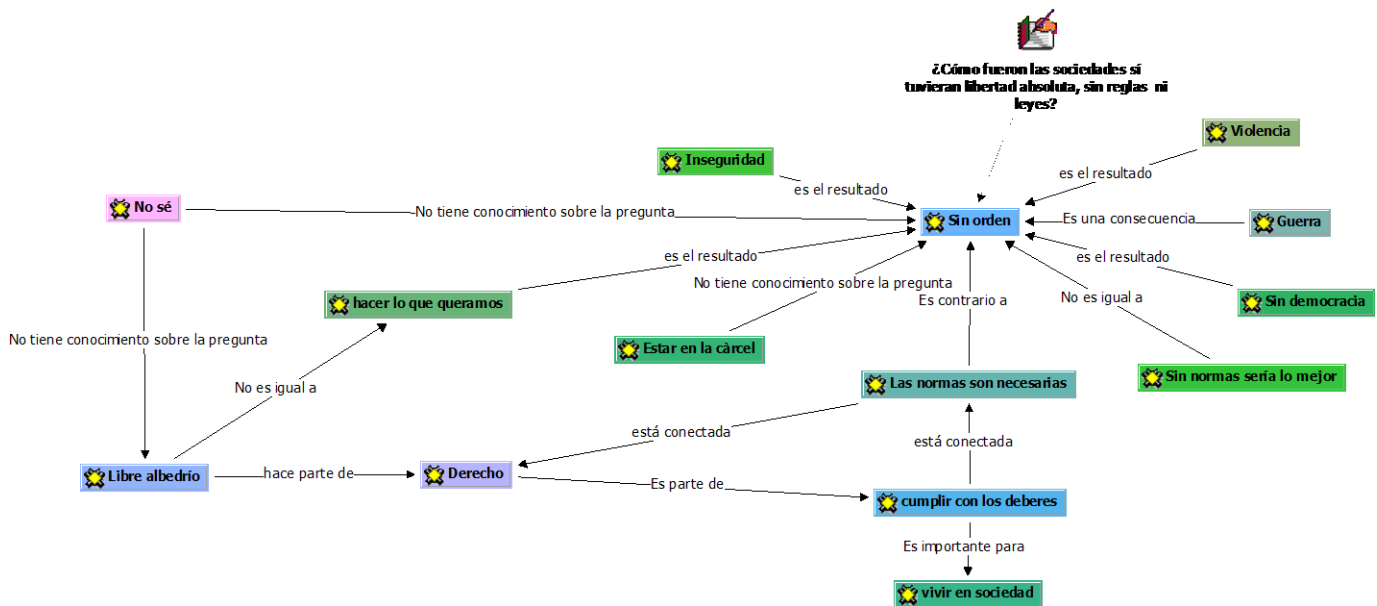 ¿Cómo fueron las sociedades sí
tuvieran libertad absoluta, sin reglas ni
leyes?
Violencia
Inseguridad
es el resultado
es el resultado
No sé
No tiene conocimiento sobre la pregunta
Sin orden
Es una consecuencia
Guerra
es el resultado
es el resultado
No tiene conocimiento sobre la pregunta
hacer lo que queramos
Es contrario a
No es igual a
Sin democracia
No tiene conocimiento sobre la pregunta
Estar en la càrcel
Sin normas sería lo mejor
No es igual a
Las normas son necesarias
está conectada
está conectada
Libre albedrío
hace parte de
Derecho
Es parte de
cumplir con los deberes
Es importante para
vivir en sociedad